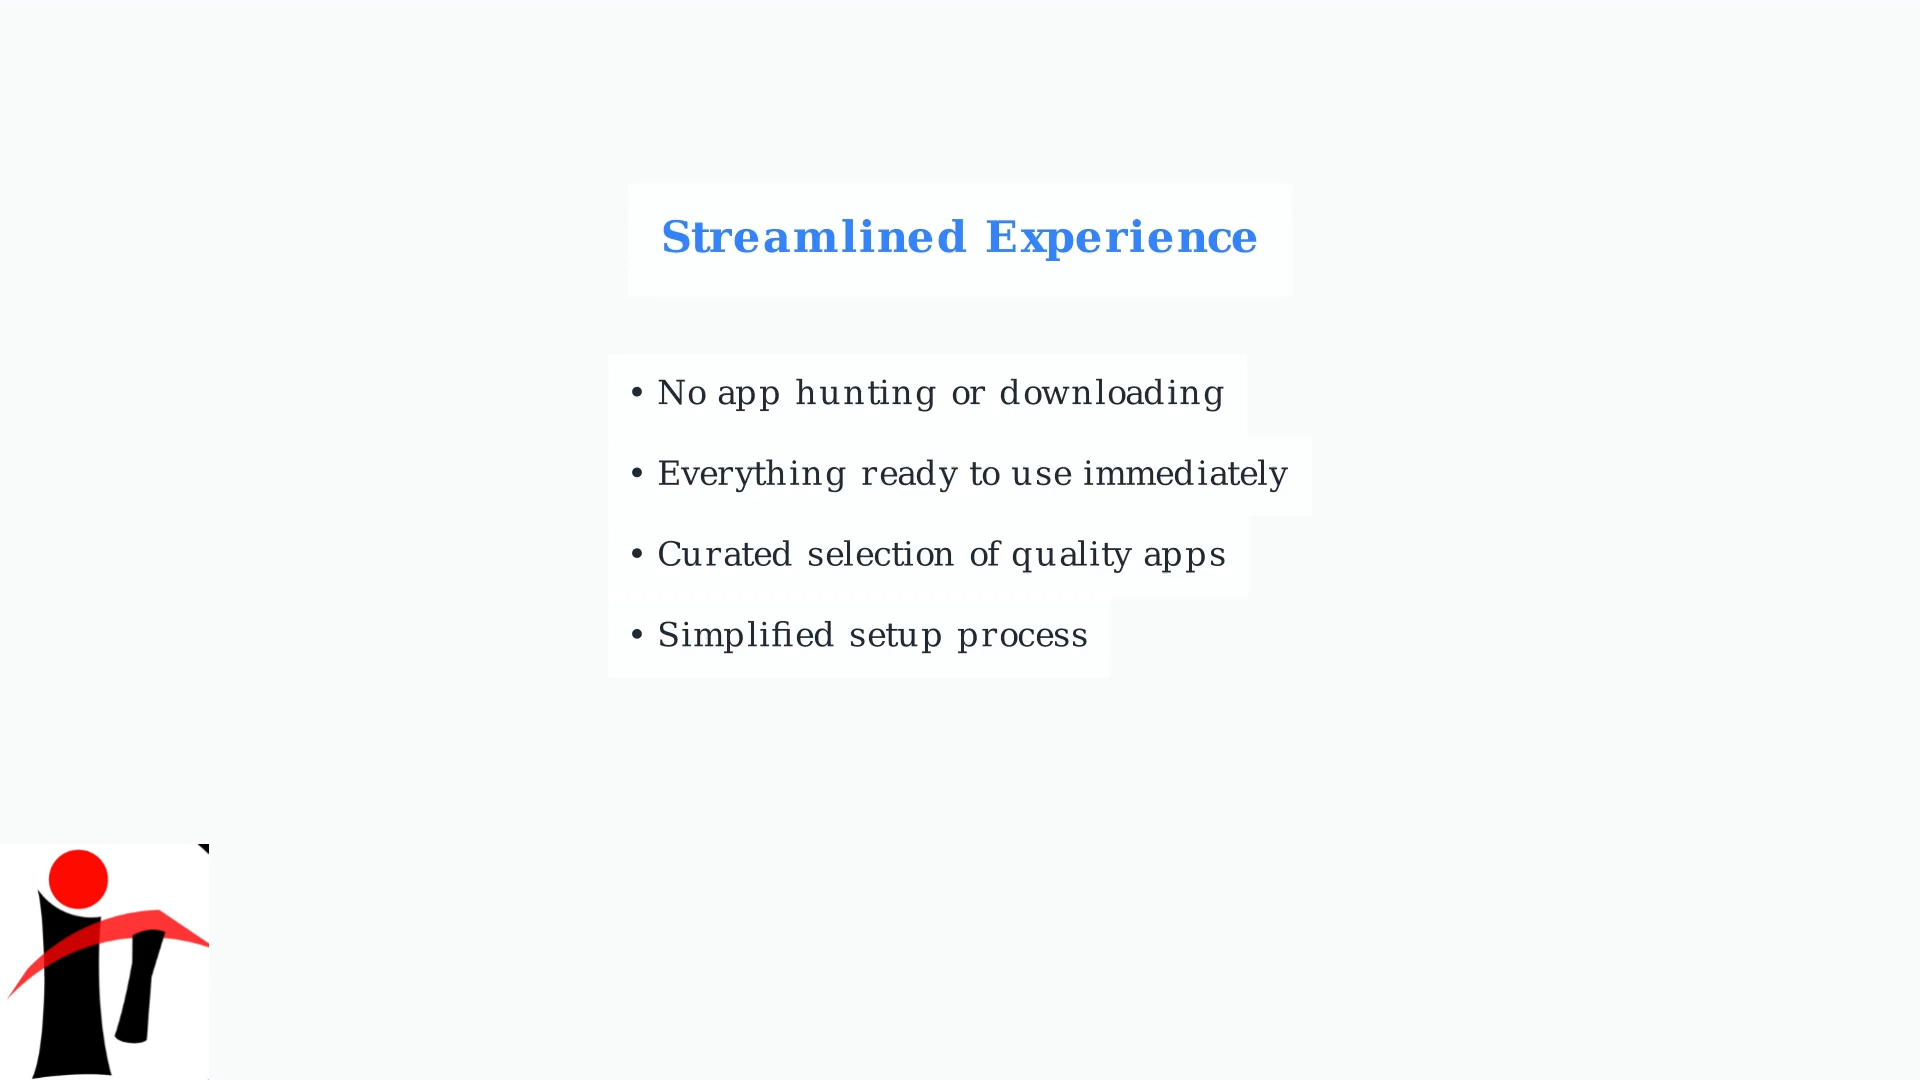 Streamlined Experience
• No app hunting or downloading
• Everything ready to use immediately
• Curated selection of quality apps
• Simplified setup process